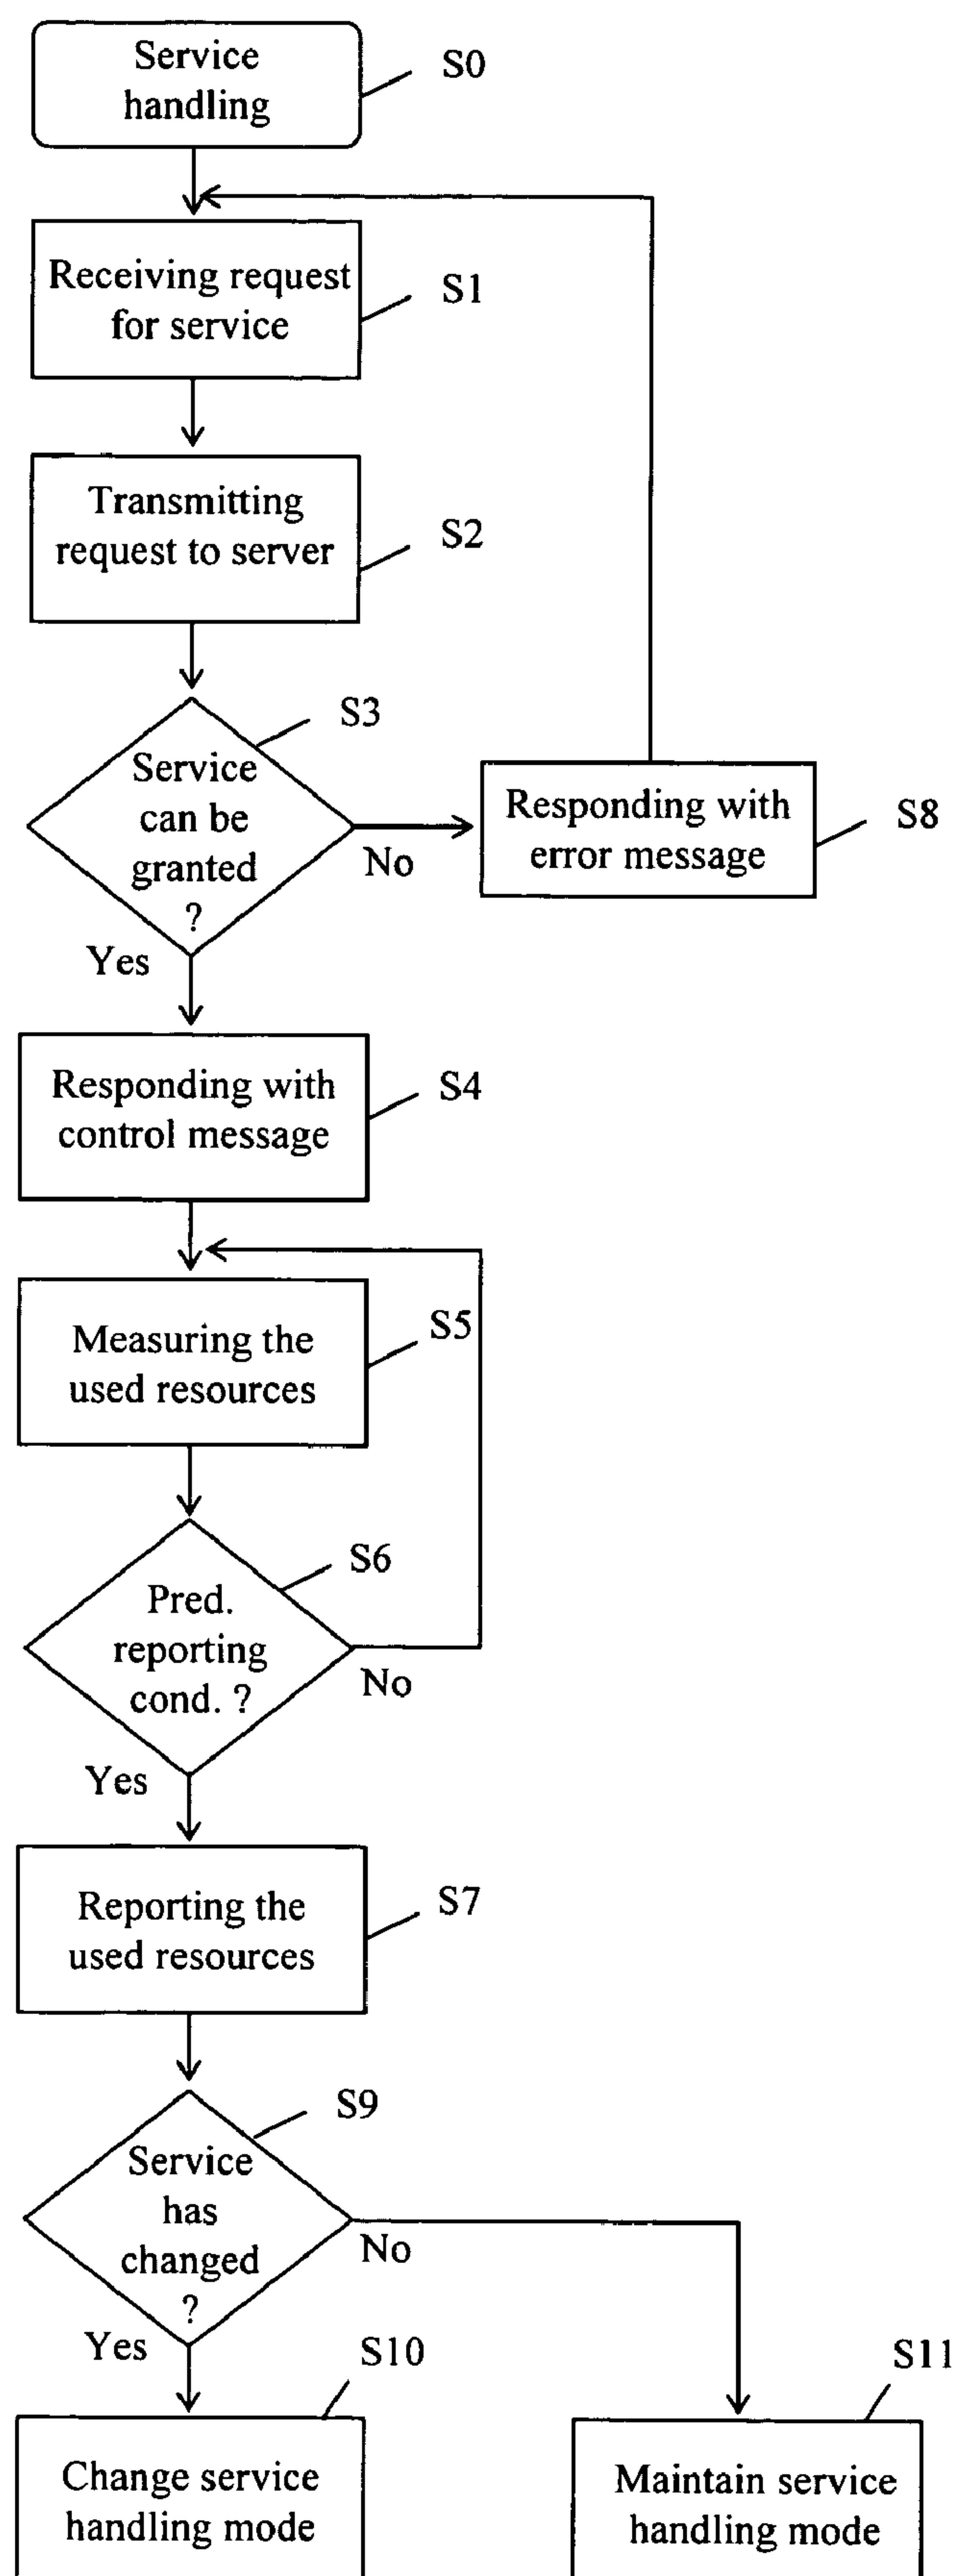 Service
handling
S0
Receiving request
for service
S1
Transmitting
request to server
S2
S3
Service
can be
granted
?
No
Yes
Responding with
error message
S8
Responding with
control message
S4
Measuring the
used resources
S5
S6
Pred.
reporting
cond. ?
No
Yes
Reporting the
used resources
S7
S9
Service
has
changed
?
No
Yes
S10
S11
Change service
handling mode
Maintain service
handling mode